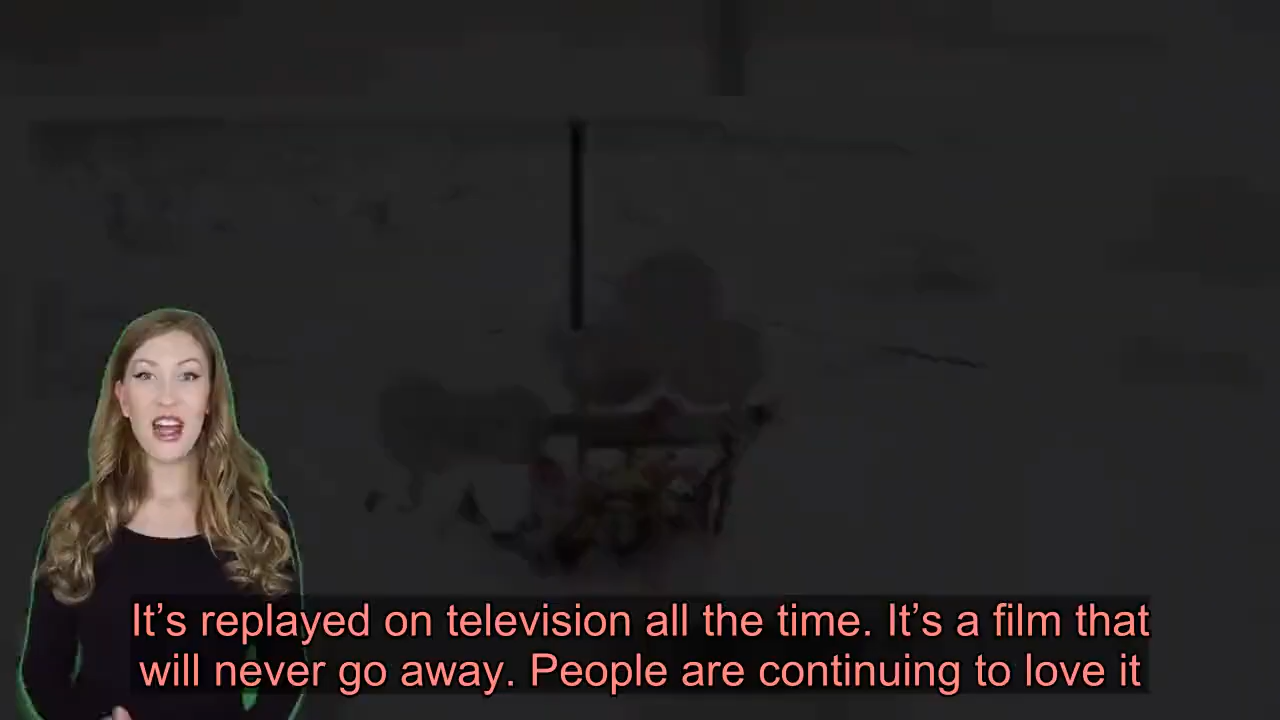 It’s replayed on television all the time. It’s a film that
will never go away. People are continuing to love it